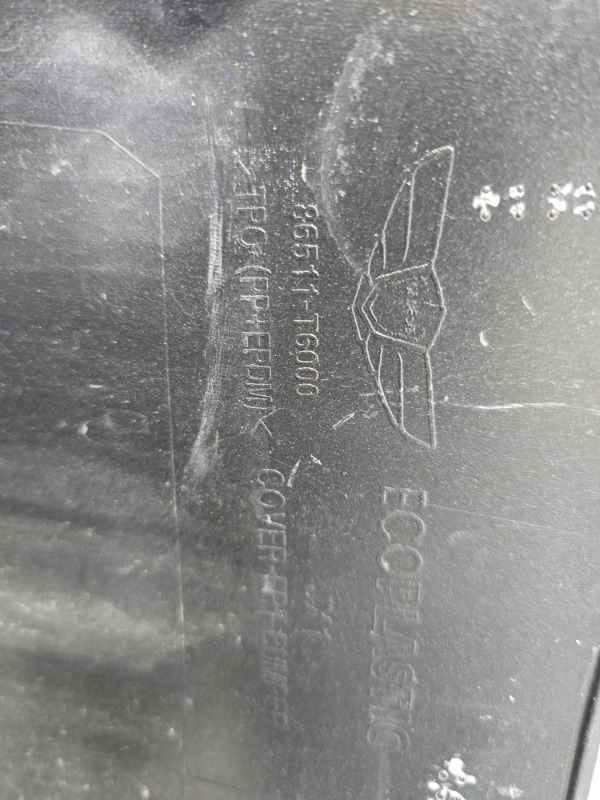 ECOPLASTIC
86511-T6000
>TPO-(PP+EPDM)<
COVER-FRT BUMPER